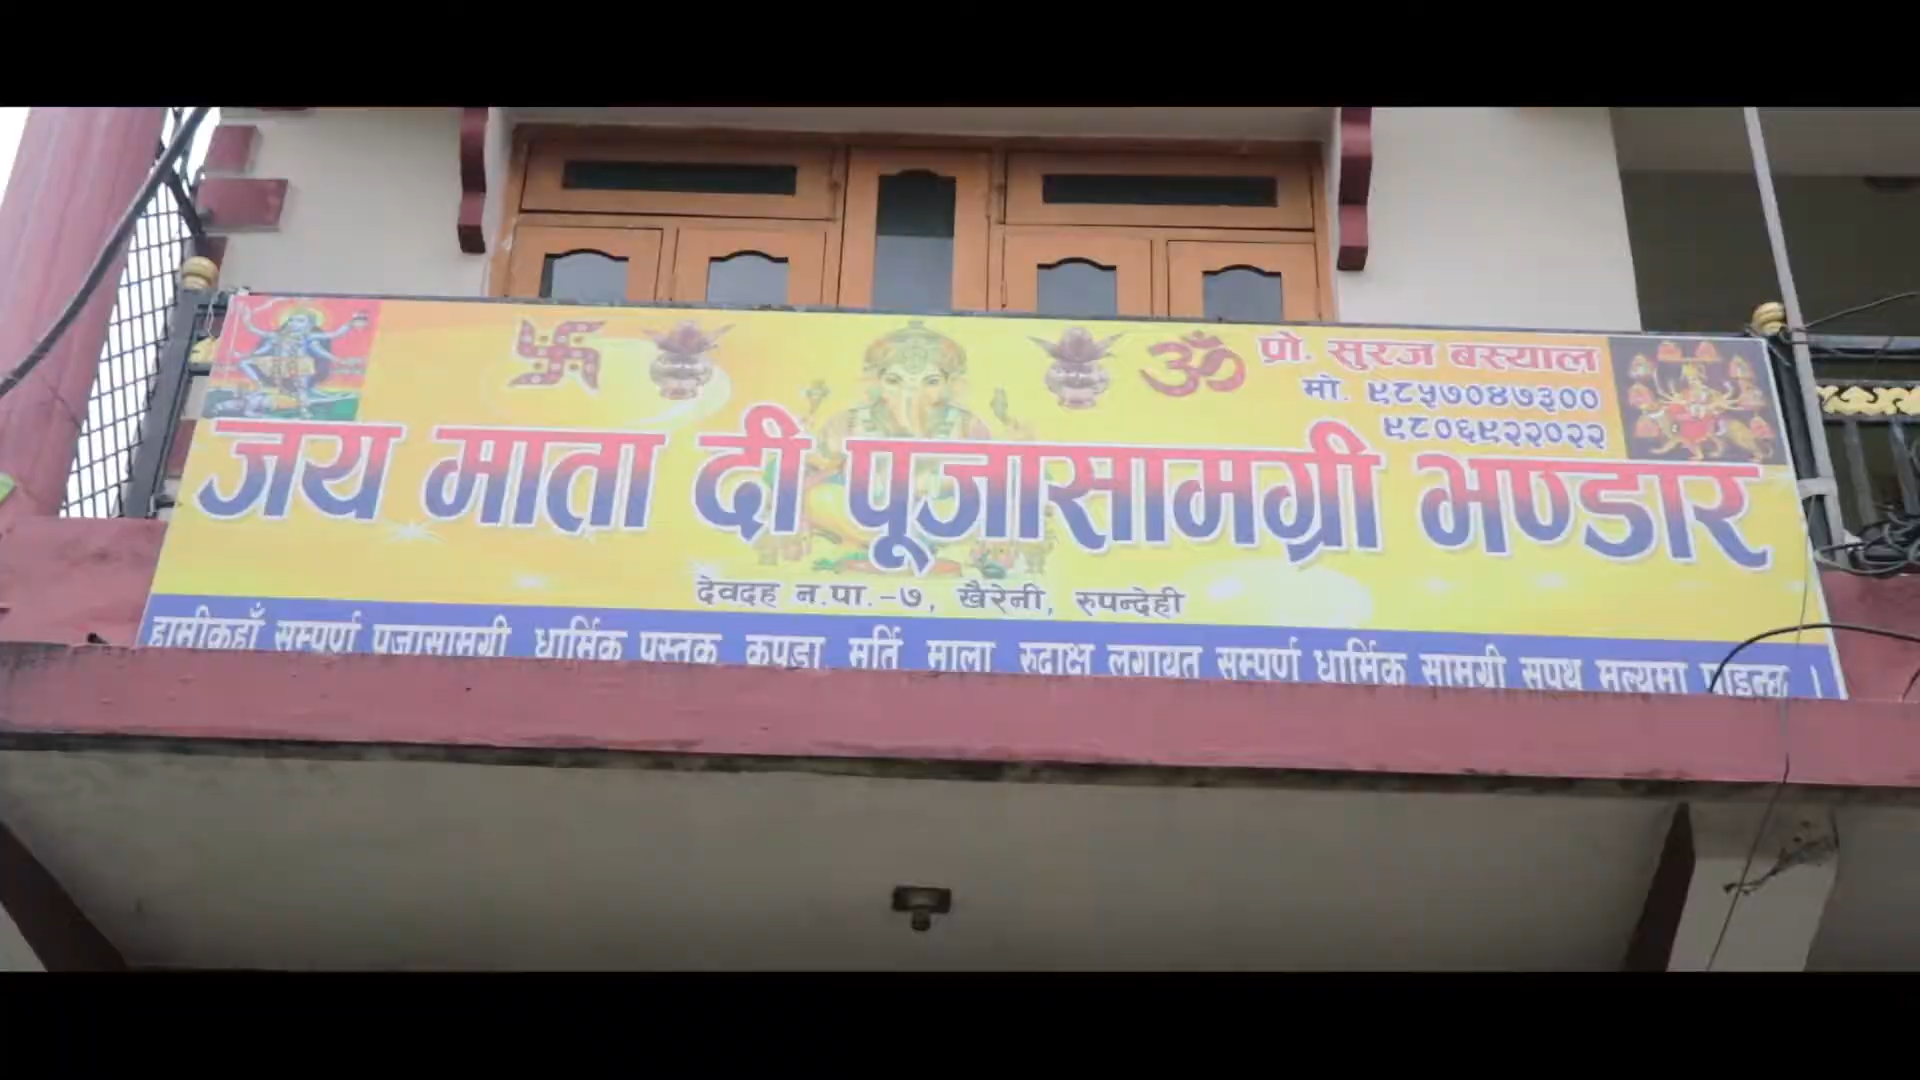 ॐ
प्रो. सुरज बस्याल
मो. ९८५७०४७३००
९८०६९२२०२२
जय माता दी पूजासामग्री भण्डार
देवदह न.पा.-७, खैरेनी, रुपन्देही
हामीकहाँ सम्पूर्ण पूजासामग्री, धार्मिक पुस्तक, कपडा, मूर्ति, माला, रुद्राक्ष लगायत सम्पूर्ण धार्मिक सामग्री सुपथ मूल्यमा पाइन्छ ।